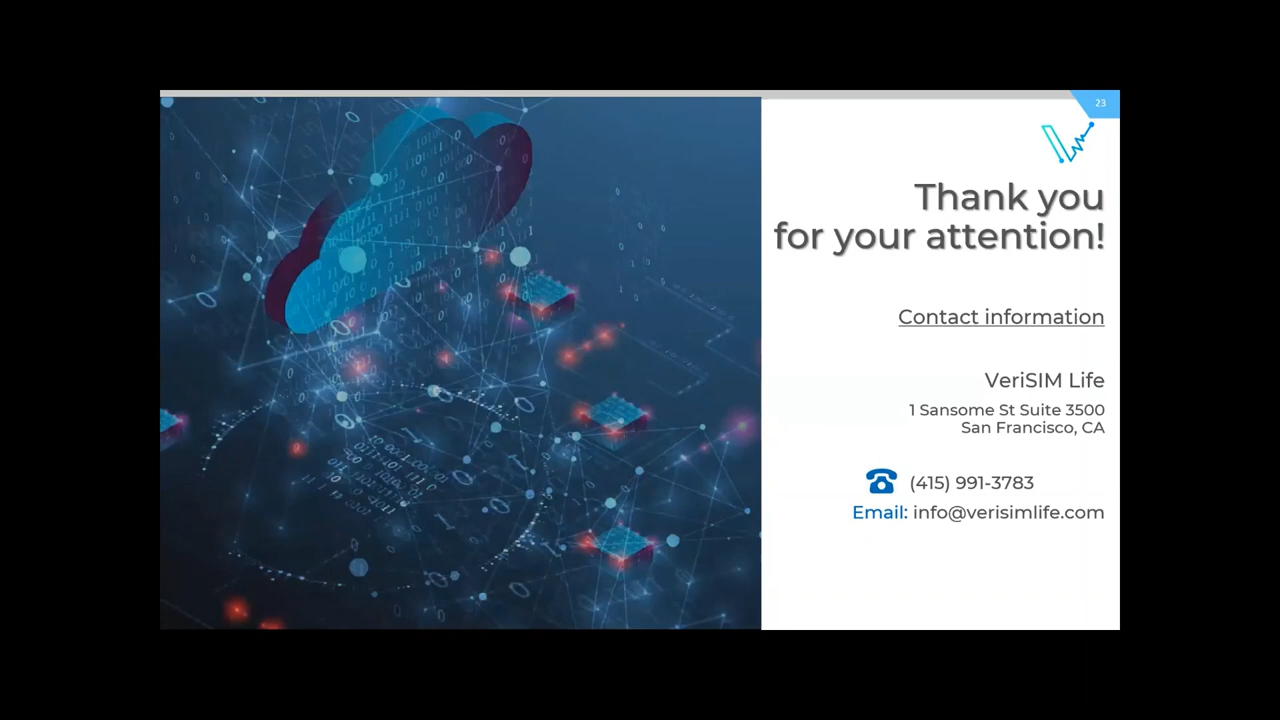 23
Thank you
for your attention!
Contact information
VeriSIM Life
1 Sansome St Suite 3500
San Francisco, CA
(415) 991-3783
Email: info@verisimlife.com